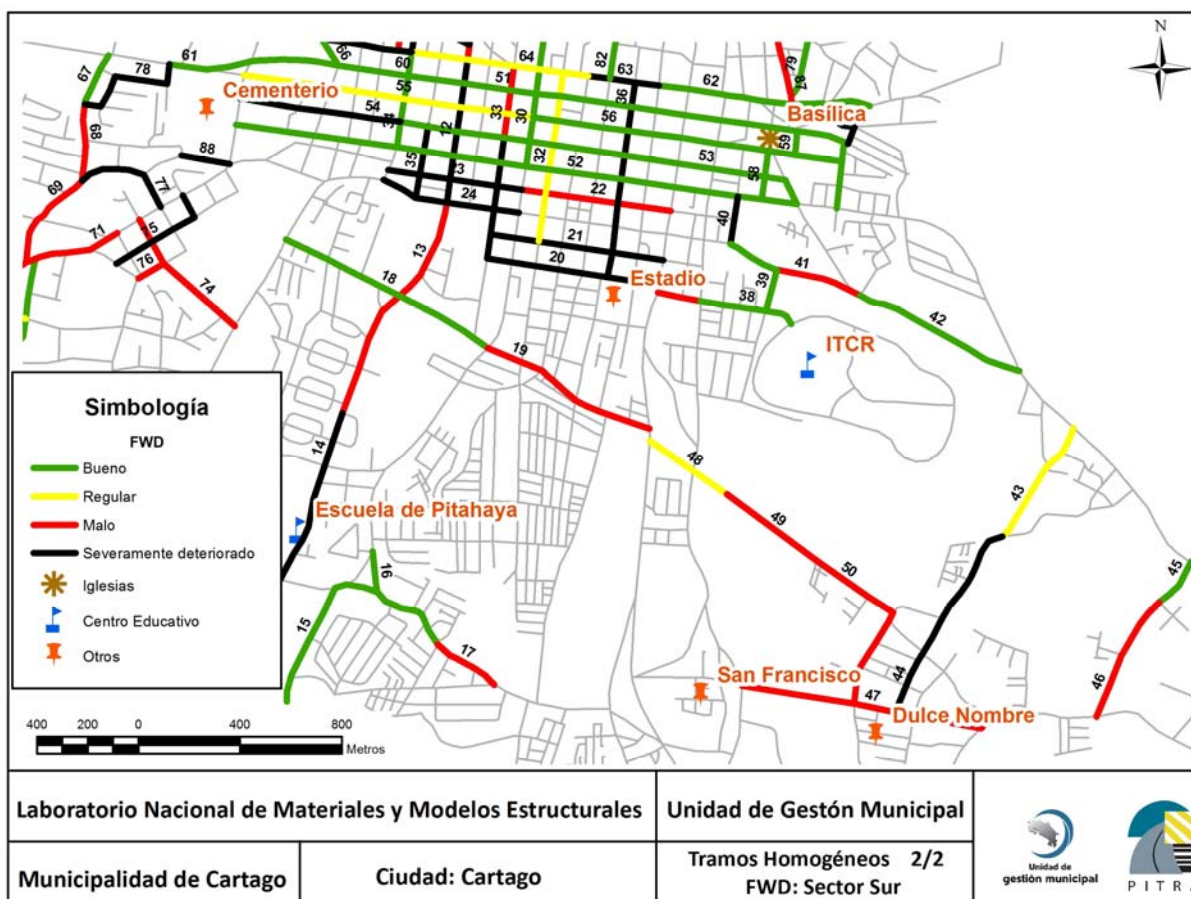 N
61
66
60
64
82
79
87
67
78
51
63
62
Cementerio
55
36
Basílica
54
34
12
33
30
56
68
35
32
59
88
52
53
58
23
77
22
69
24
40
71
75
13
21
20
76
18
Estadio
39
41
74
38
42
19
ITCR
Simbología
FWD
Bueno
Regular
Malo
Severamente deteriorado
Iglesias
Centro Educativo
Otros
14
48
43
Escuela de Pitahaya
49
50
16
45
15
17
San Francisco
44
46
47
Dulce Nombre
400 200 0 400 800
Metros
Laboratorio Nacional de Materiales y Modelos Estructurales
Unidad de Gestón Municipal
Municipalidad de Cartago
Ciudad: Cartago
Tramos Homogéneos 2/2
FWD: Sector Sur
Unidad de
gestión municipal
PITRA